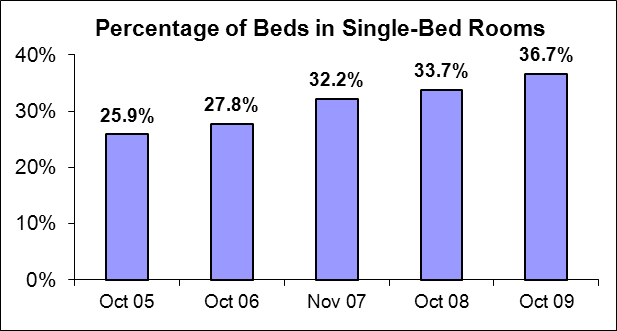 Percentage of Beds in Single-Bed Rooms
40%
30%
20%
10%
0%
25.9%
27.8%
32.2%
33.7%
36.7%
Oct 05
Oct 06
Nov 07
Oct 08
Oct 09